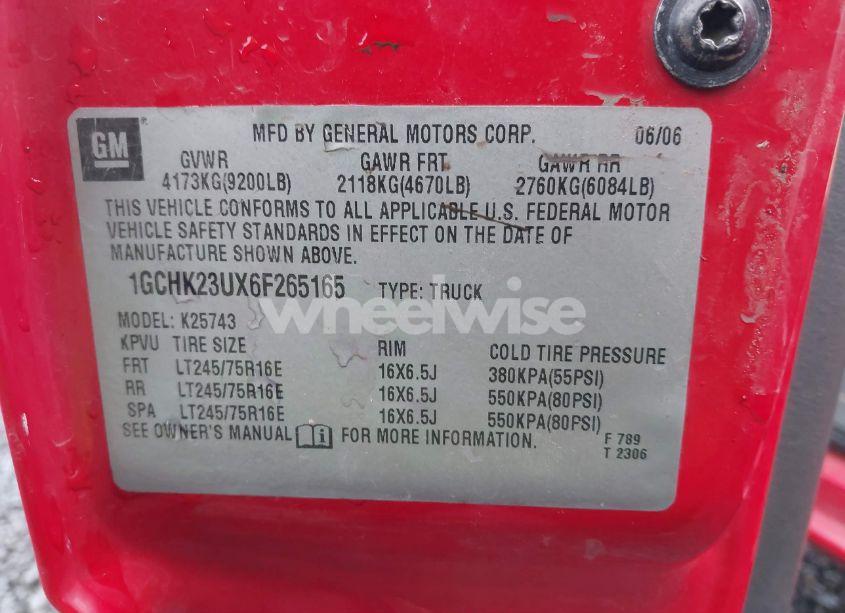 GM
MFD BY GENERAL MOTORS CORP. 06/06
GVWR GAWR FRT GAWR RR
4173KG(9200LB) 2118KG(4670LB) 2760KG(6084LB)
THIS VEHICLE CONFORMS TO ALL APPLICABLE U.S. FEDERAL MOTOR
VEHICLE SAFETY STANDARDS IN EFFECT ON THE DATE OF
MANUFACTURE SHOWN ABOVE.
1GCHK23UX6F265165 TYPE: TRUCK
wheelwise
MODEL: K25743
KPVU TIRE SIZE RIM COLD TIRE PRESSURE
FRT LT245/75R16E 16X6.5J 380KPA(55PSI)
RR LT245/75R16E 16X6.5J 550KPA(80PSI)
SPA LT245/75R16E 16X6.5J 550KPA(80PSI)
SEE OWNER'S MANUAL i FOR MORE INFORMATION.
F 789
T 2306